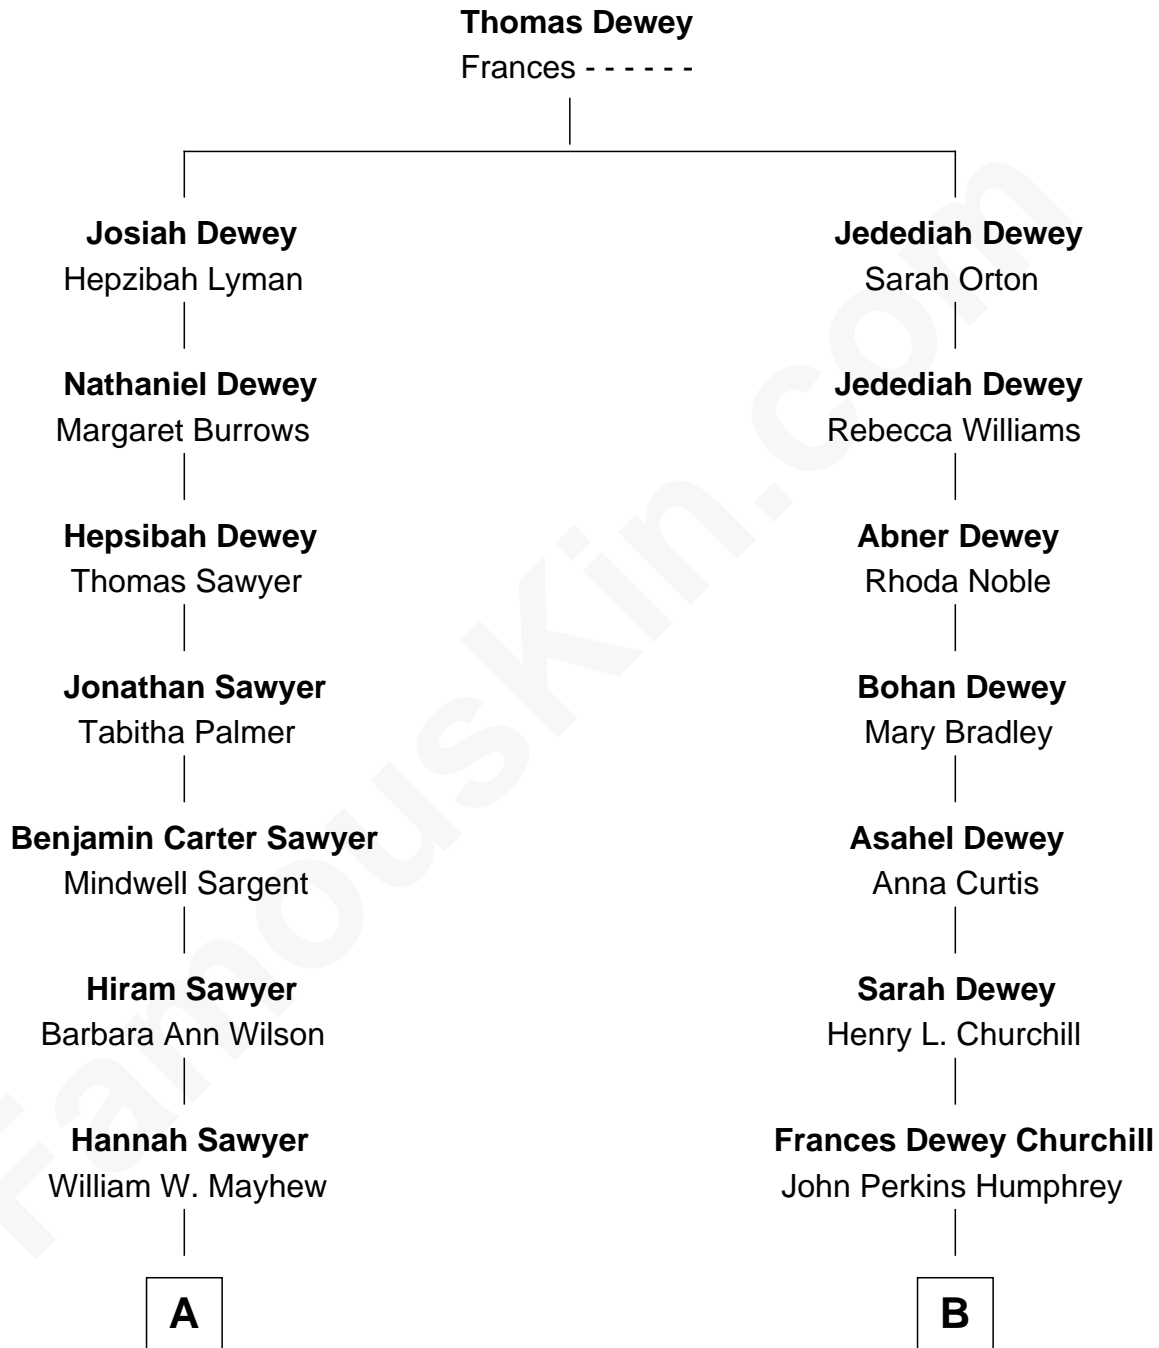 Thomas Dewey
Frances - - - - - -
Josiah Dewey
Hepzibah Lyman
Jedediah Dewey
Sarah Orton
Nathaniel Dewey
Margaret Burrows
Jedediah Dewey
Rebecca Williams
Hepsibah Dewey
Thomas Sawyer
Abner Dewey
Rhoda Noble
Jonathan Sawyer
Tabitha Palmer
Bohan Dewey
Mary Bradley
Benjamin Carter Sawyer
Mindwell Sargent
Asahel Dewey
Anna Curtis
Hiram Sawyer
Barbara Ann Wilson
Sarah Dewey
Henry L. Churchill
Hannah Sawyer
William W. Mayhew
Frances Dewey Churchill
John Perkins Humphrey
A
B
FamousKin.com